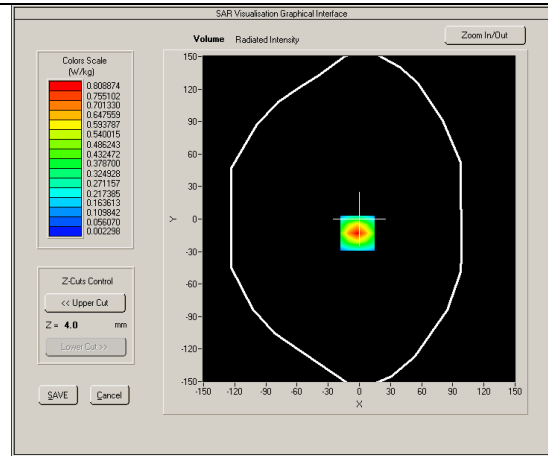 SAR Visualisation Graphical Interface
Volume Radiated Intensity
Zoom In/Out
Colors Scale
(W/kg)
0.808874
0.755102
0.701330
0.647559
0.593787
0.540015
0.486243
0.432472
0.378700
0.324928
0.271157
0.217385
0.163613
0.109842
0.056070
0.002298
Z-Cuts Control
<< Upper Cut
Z = 4.0 mm
Lower Cut >>
SAVE Cancel
150-
120-
90-
60-
30-
0-
-30-
-60-
-90-
-120-
-150-
Y
-150 -120 -90 -60 -30 0 30 60 90 120 150
X